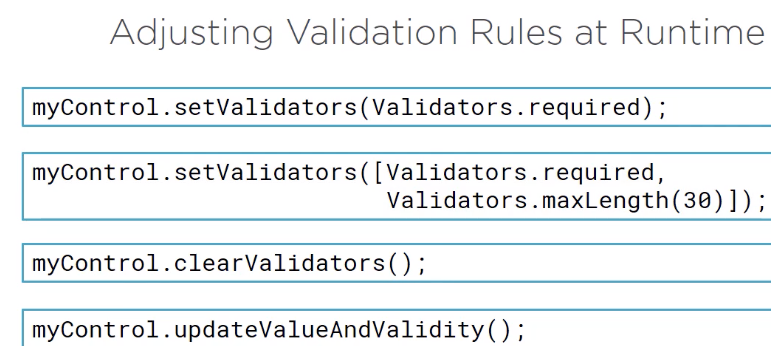 Adjusting Validation Rules at Runtime
myControl.setValidators(Validators.required);
myControl.setValidators([Validators.required,
Validators.maxLength(30)]);
myControl.clearValidators();
myControl.updateValueAndValidity();